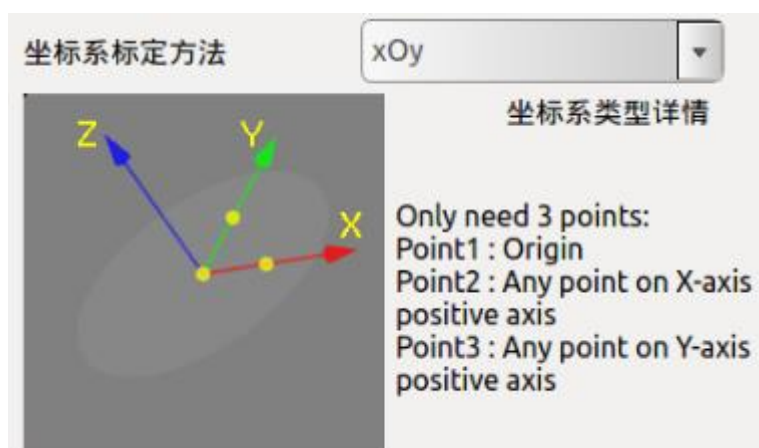 坐标系标定方法
xOy
坐标系类型详情
Z
Y
X
Only need 3 points:
Point1 : Origin
Point2 : Any point on X-axis
positive axis
Point3 : Any point on Y-axis
positive axis